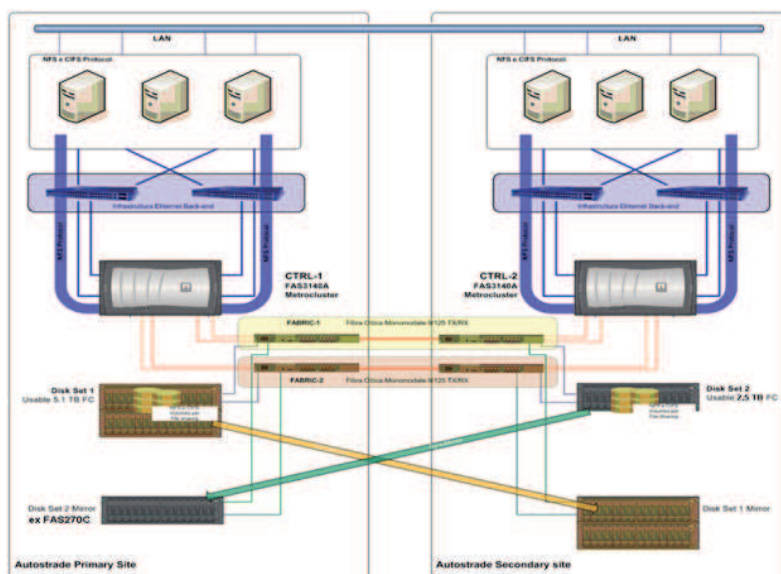 LAN
LAN
NFS e CIFS Protocol
NFS e CIFS Protocol
Infrastruttura Ethernet Back-end
Infrastruttura Ethernet Back-end
NFS Protocol
NFS Protocol
NFS Protocol
NFS Protocol
CTRL-1
FAS3140A
Metrocluster
CTRL-2
FAS3140A
Metrocluster
FABRIC-1 Fibra Ottica Monomodale 9/125 TX/RX
FABRIC-2 Fibra Ottica Monomodale 9/125 TX/RX
Disk Set 1
Usable 5.1 TB FC
Disk Set 2
Usable 2,5 TB FC
File sharing
File Sharing
Disk Set 2 Mirror
ex FAS270C
Disk Set 1 Mirror
Autostrade Primary Site
Autostrade Secondary site